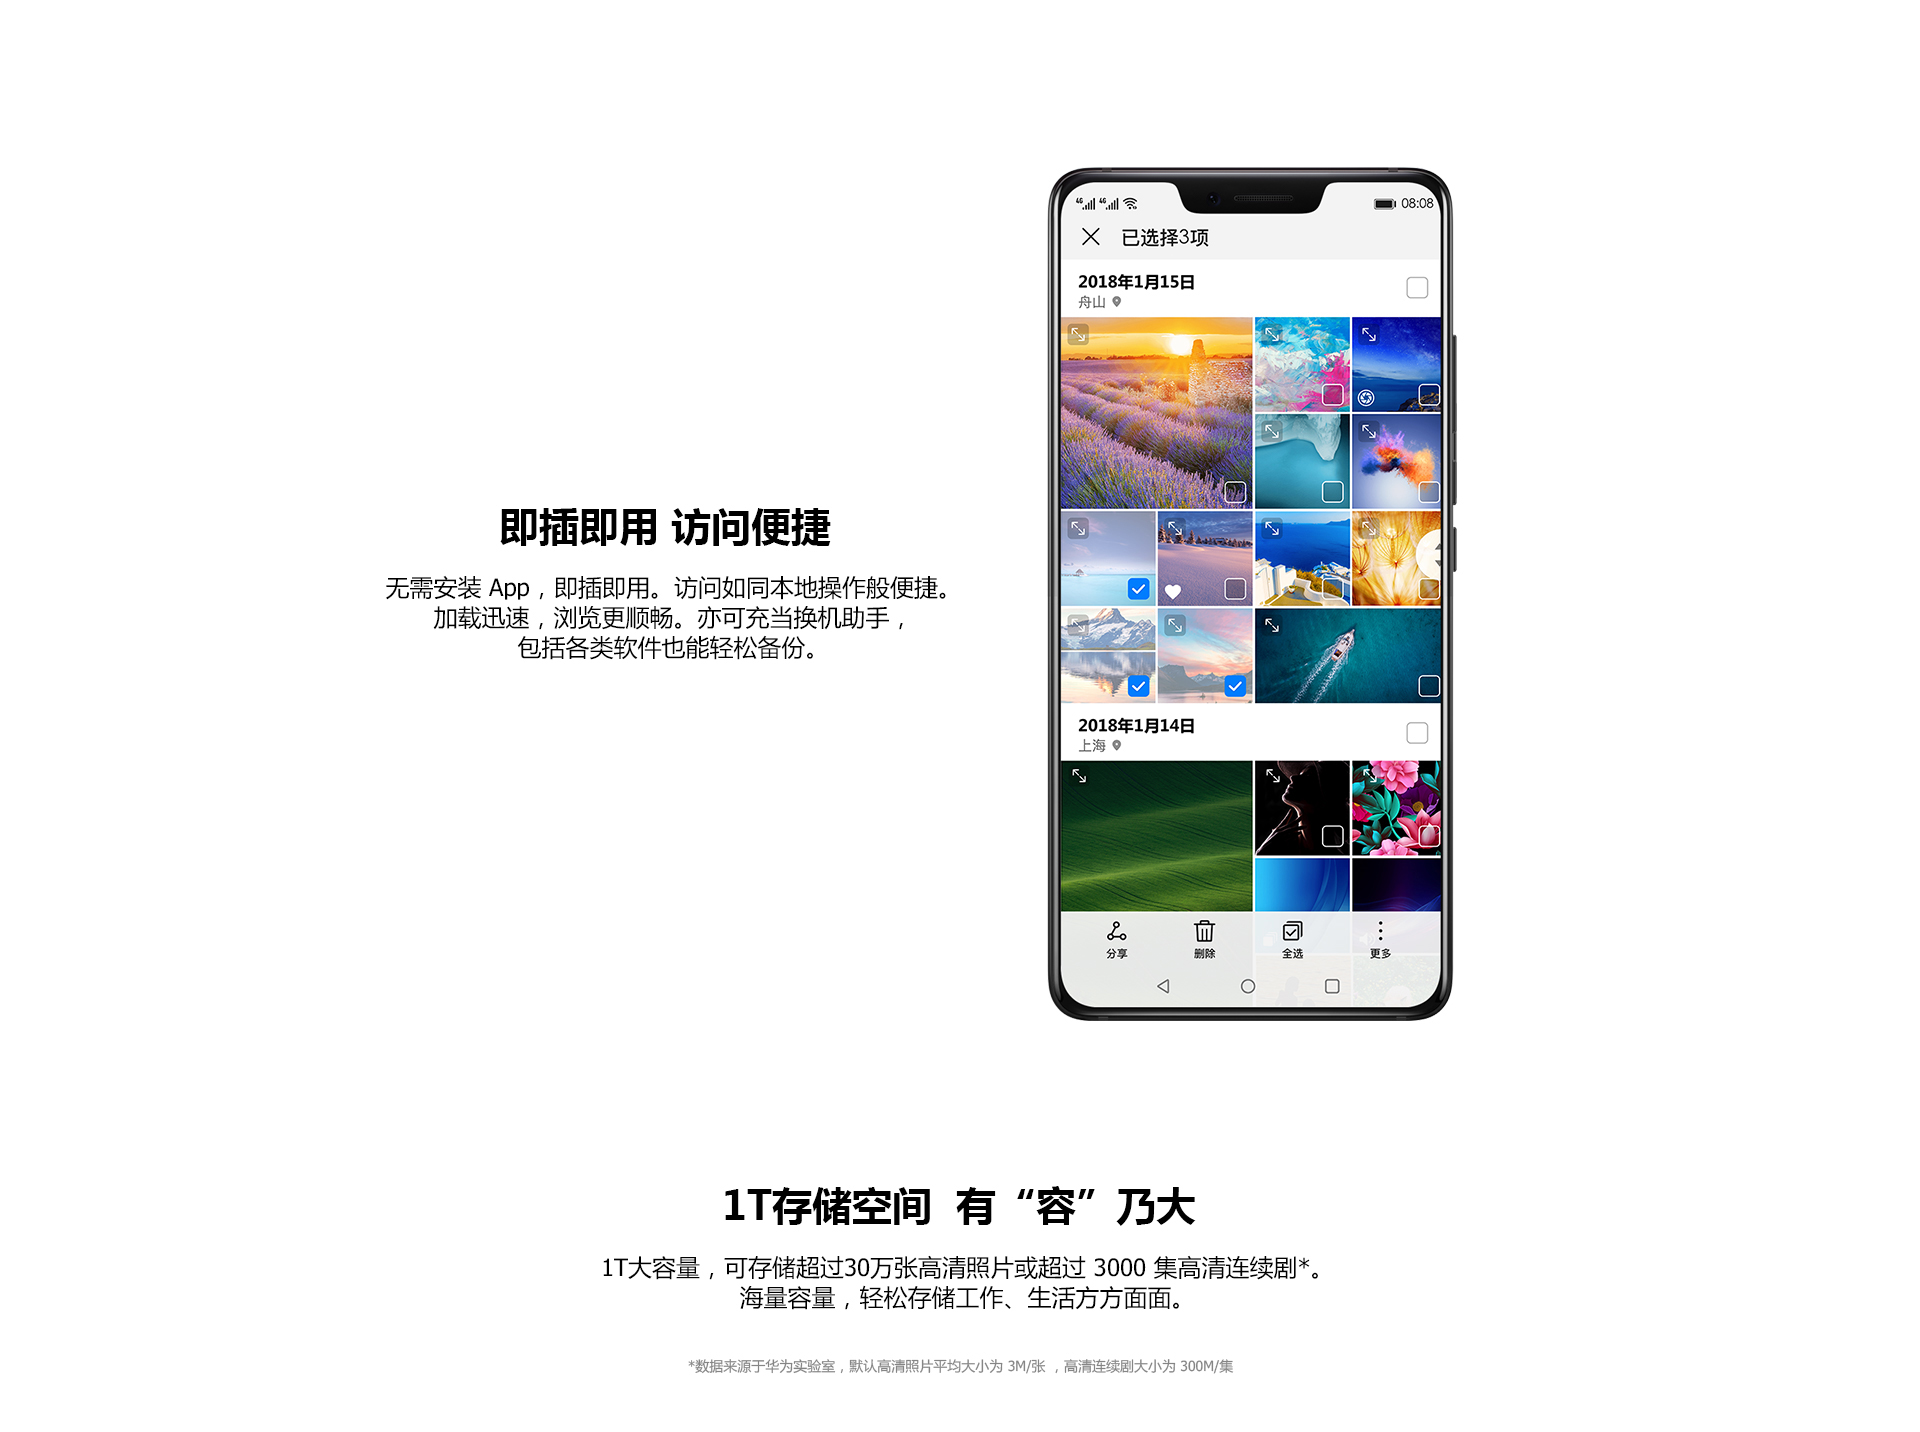 4G 4G 08:08
已选择3项
2018年1月15日
舟山
2018年1月14日
上海
分享 删除 全选 更多
即插即用 访问便捷
无需安装 App，即插即用。访问如同本地操作般便捷。
加载迅速，浏览更顺畅。亦可充当换机助手，
包括各类软件也能轻松备份。
1T存储空间 有“容”乃大
1T大容量，可存储超过30万张高清照片或超过 3000 集高清连续剧*。
海量容量，轻松存储工作、生活方方面面。
*数据来源于华为实验室，默认高清照片平均大小为 3M/张 ，高清连续剧大小为 300M/集